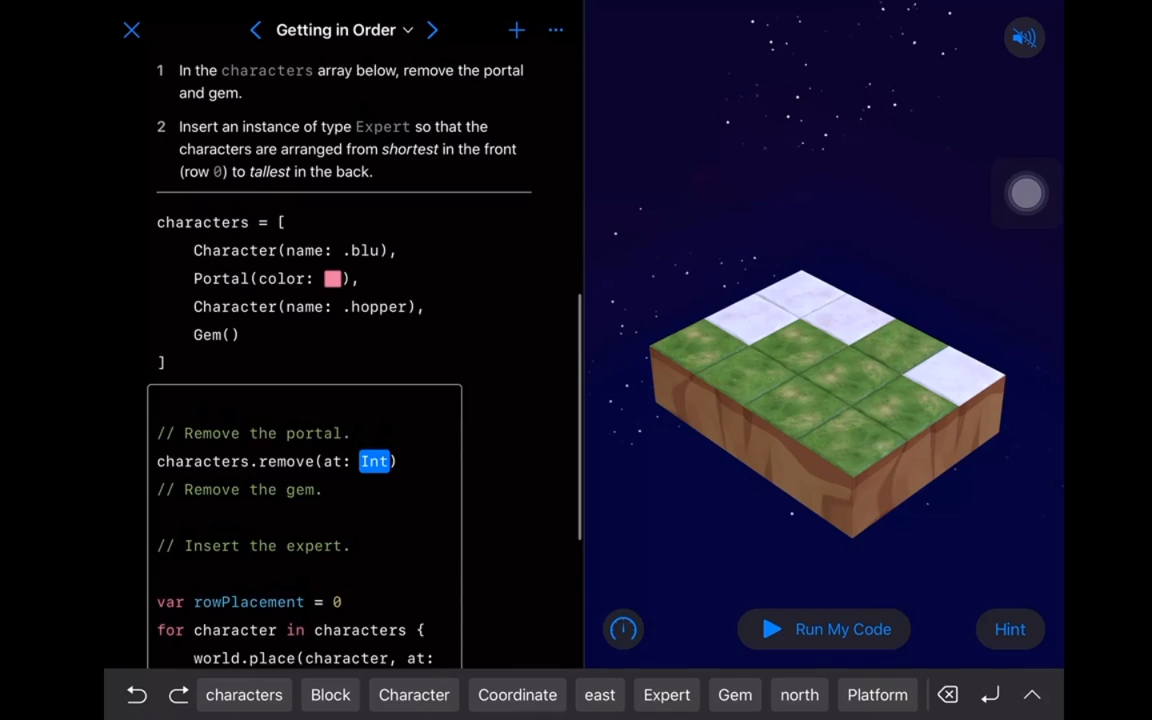 Getting in Order
1 In the characters array below, remove the portal
and gem.
2 Insert an instance of type Expert so that the
characters are arranged from shortest in the front
(row 0) to tallest in the back.
characters = [
Character(name: .blu),
Portal(color: ),
Character(name: .hopper),
Gem()
]
// Remove the portal.
characters.remove(at: Int)
// Remove the gem.
// Insert the expert.
var rowPlacement = 0
for character in characters {
world.place(character, at:
Run My Code
Hint
characters Block Character Coordinate east Expert Gem north Platform